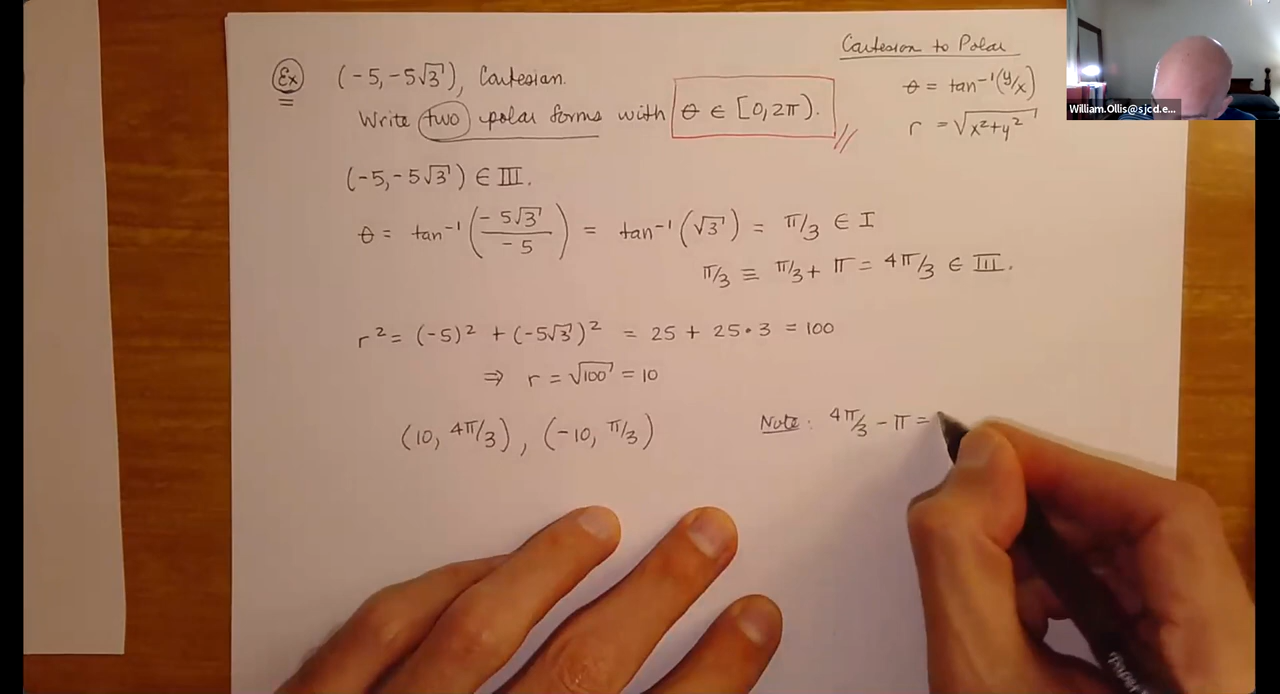 Cartesian to Polar
θ = tan⁻¹(y/x)
r = √x²+y²
William.Ollis@sjcd.e...
Ex (-5, -5√3), Cartesian.
Write two polar forms with θ ∈ [0, 2π).
(-5, -5√3) ∈ III.
θ = tan⁻¹(-5√3/-5) = tan⁻¹(√3) = π/3 ∈ I
π/3 ≡ π/3 + π = 4π/3 ∈ III.
r² = (-5)² + (-5√3)² = 25 + 25·3 = 100
⇒ r = √100 = 10
(10, 4π/3), (-10, π/3)
Note: 4π/3 - π =